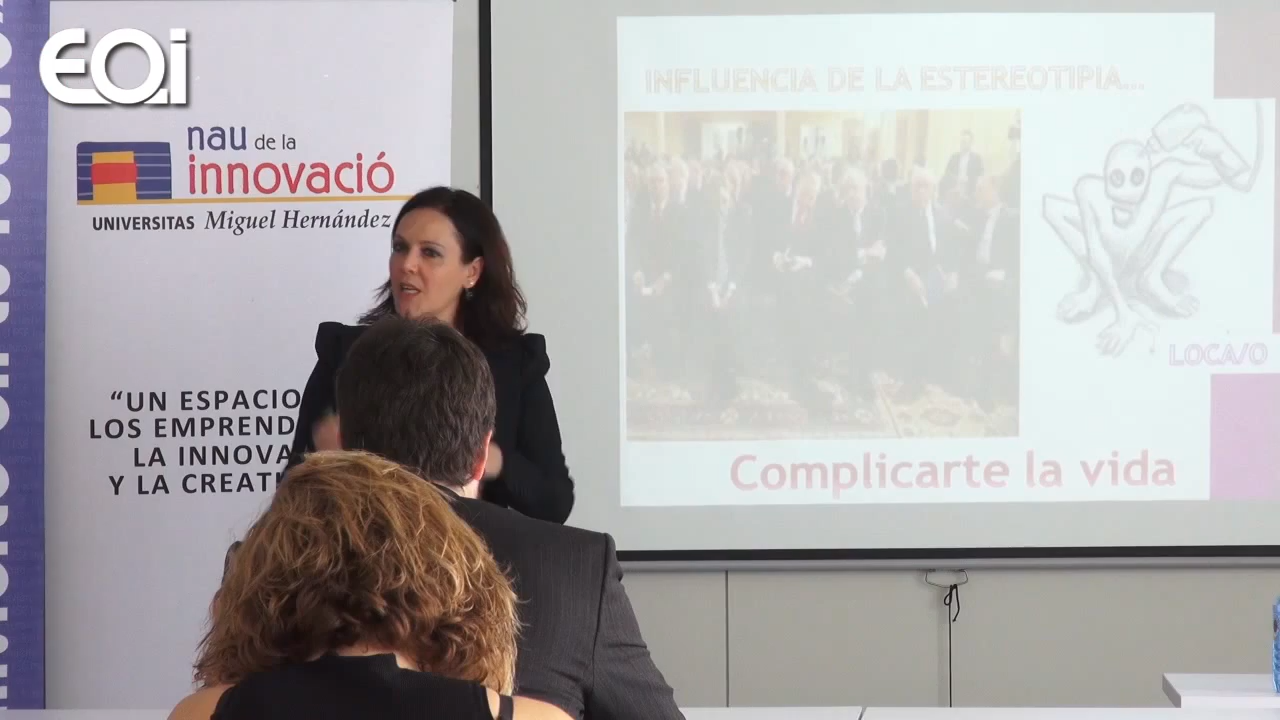 EOi
nau de la
innovació
UNIVERSITAS Miguel Hernández
“UN ESPACIO
LOS EMPREND
LA INNOVA
Y LA CREATI
INFLUENCIA DE LA ESTEREOTIPIA...
LOCA/O
Complicarte la vida